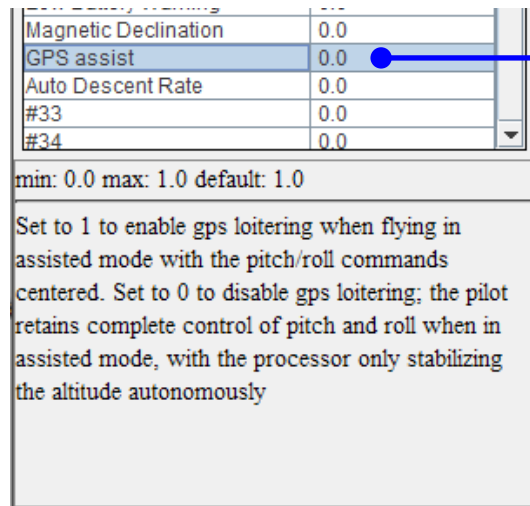 Magnetic Declination 0.0
GPS assist 0.0
Auto Descent Rate 0.0
#33 0.0
#34 0.0
min: 0.0 max: 1.0 default: 1.0
Set to 1 to enable gps loitering when flying in
assisted mode with the pitch/roll commands
centered. Set to 0 to disable gps loitering; the pilot
retains complete control of pitch and roll when in
assisted mode, with the processor only stabilizing
the altitude autonomously